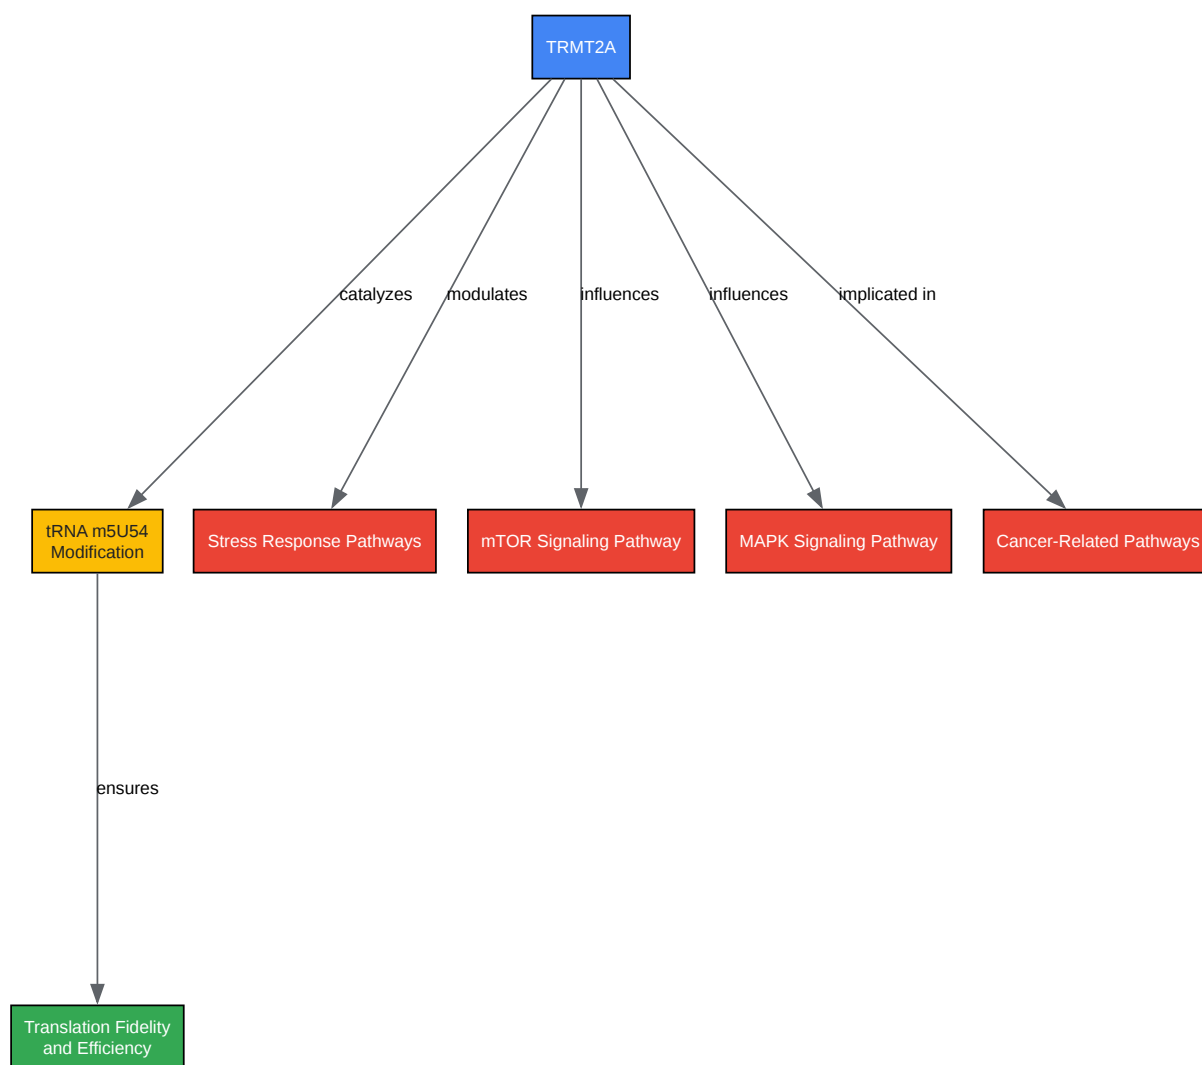 TRMT2A
catalyzes
modulates
influences
influences
implicated in
tRNA m5U54
Modification
Stress Response Pathways
mTOR Signaling Pathway
MAPK Signaling Pathway
Cancer-Related Pathways
ensures
Translation Fidelity
and Efficiency